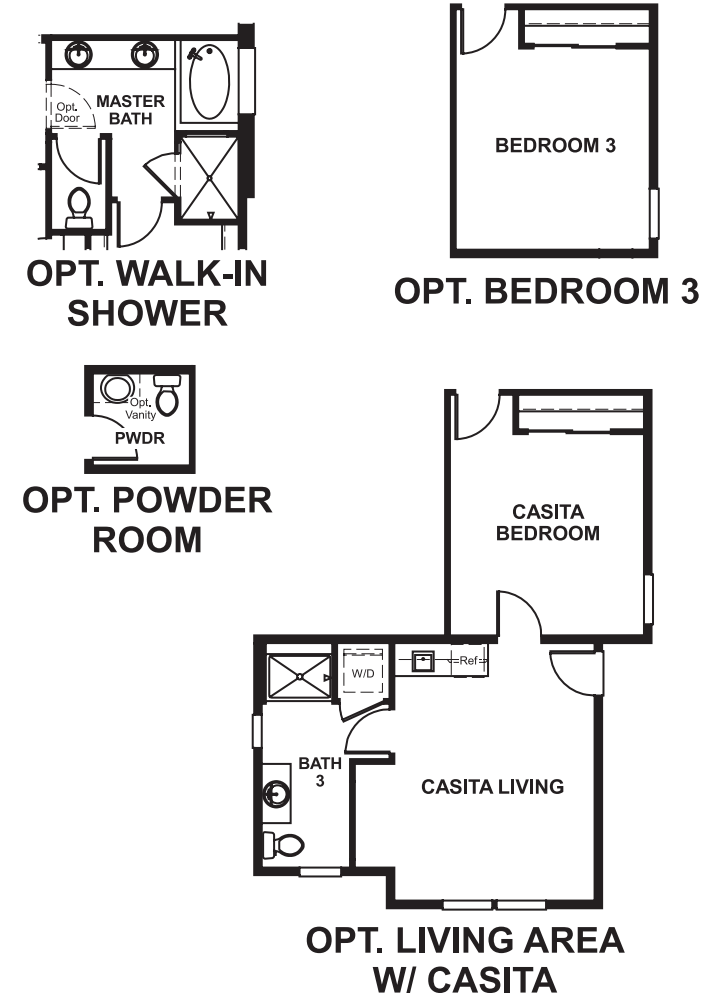 Opt.
Door
MASTER
BATH
OPT. WALK-IN
SHOWER
BEDROOM 3
OPT. BEDROOM 3
Opt.
Vanity
PWDR
OPT. POWDER
ROOM
CASITA
BEDROOM
W/D
Ref
BATH
3
CASITA LIVING
OPT. LIVING AREA
W/ CASITA